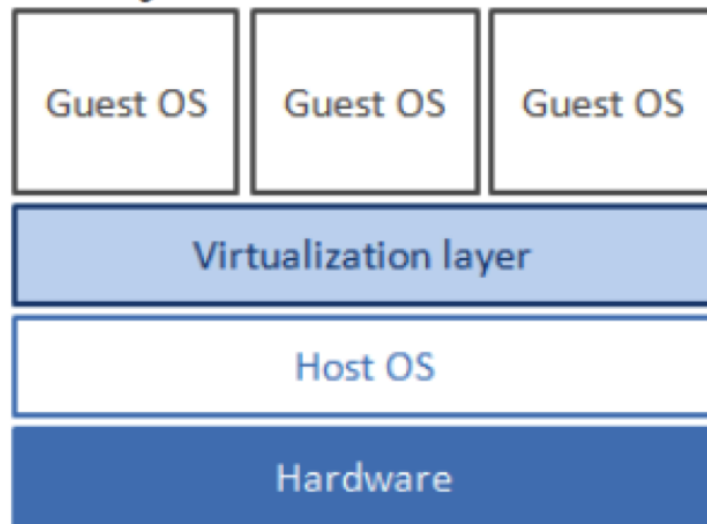 Guest OS Guest OS Guest OS
Virtualization layer
Host OS
Hardware